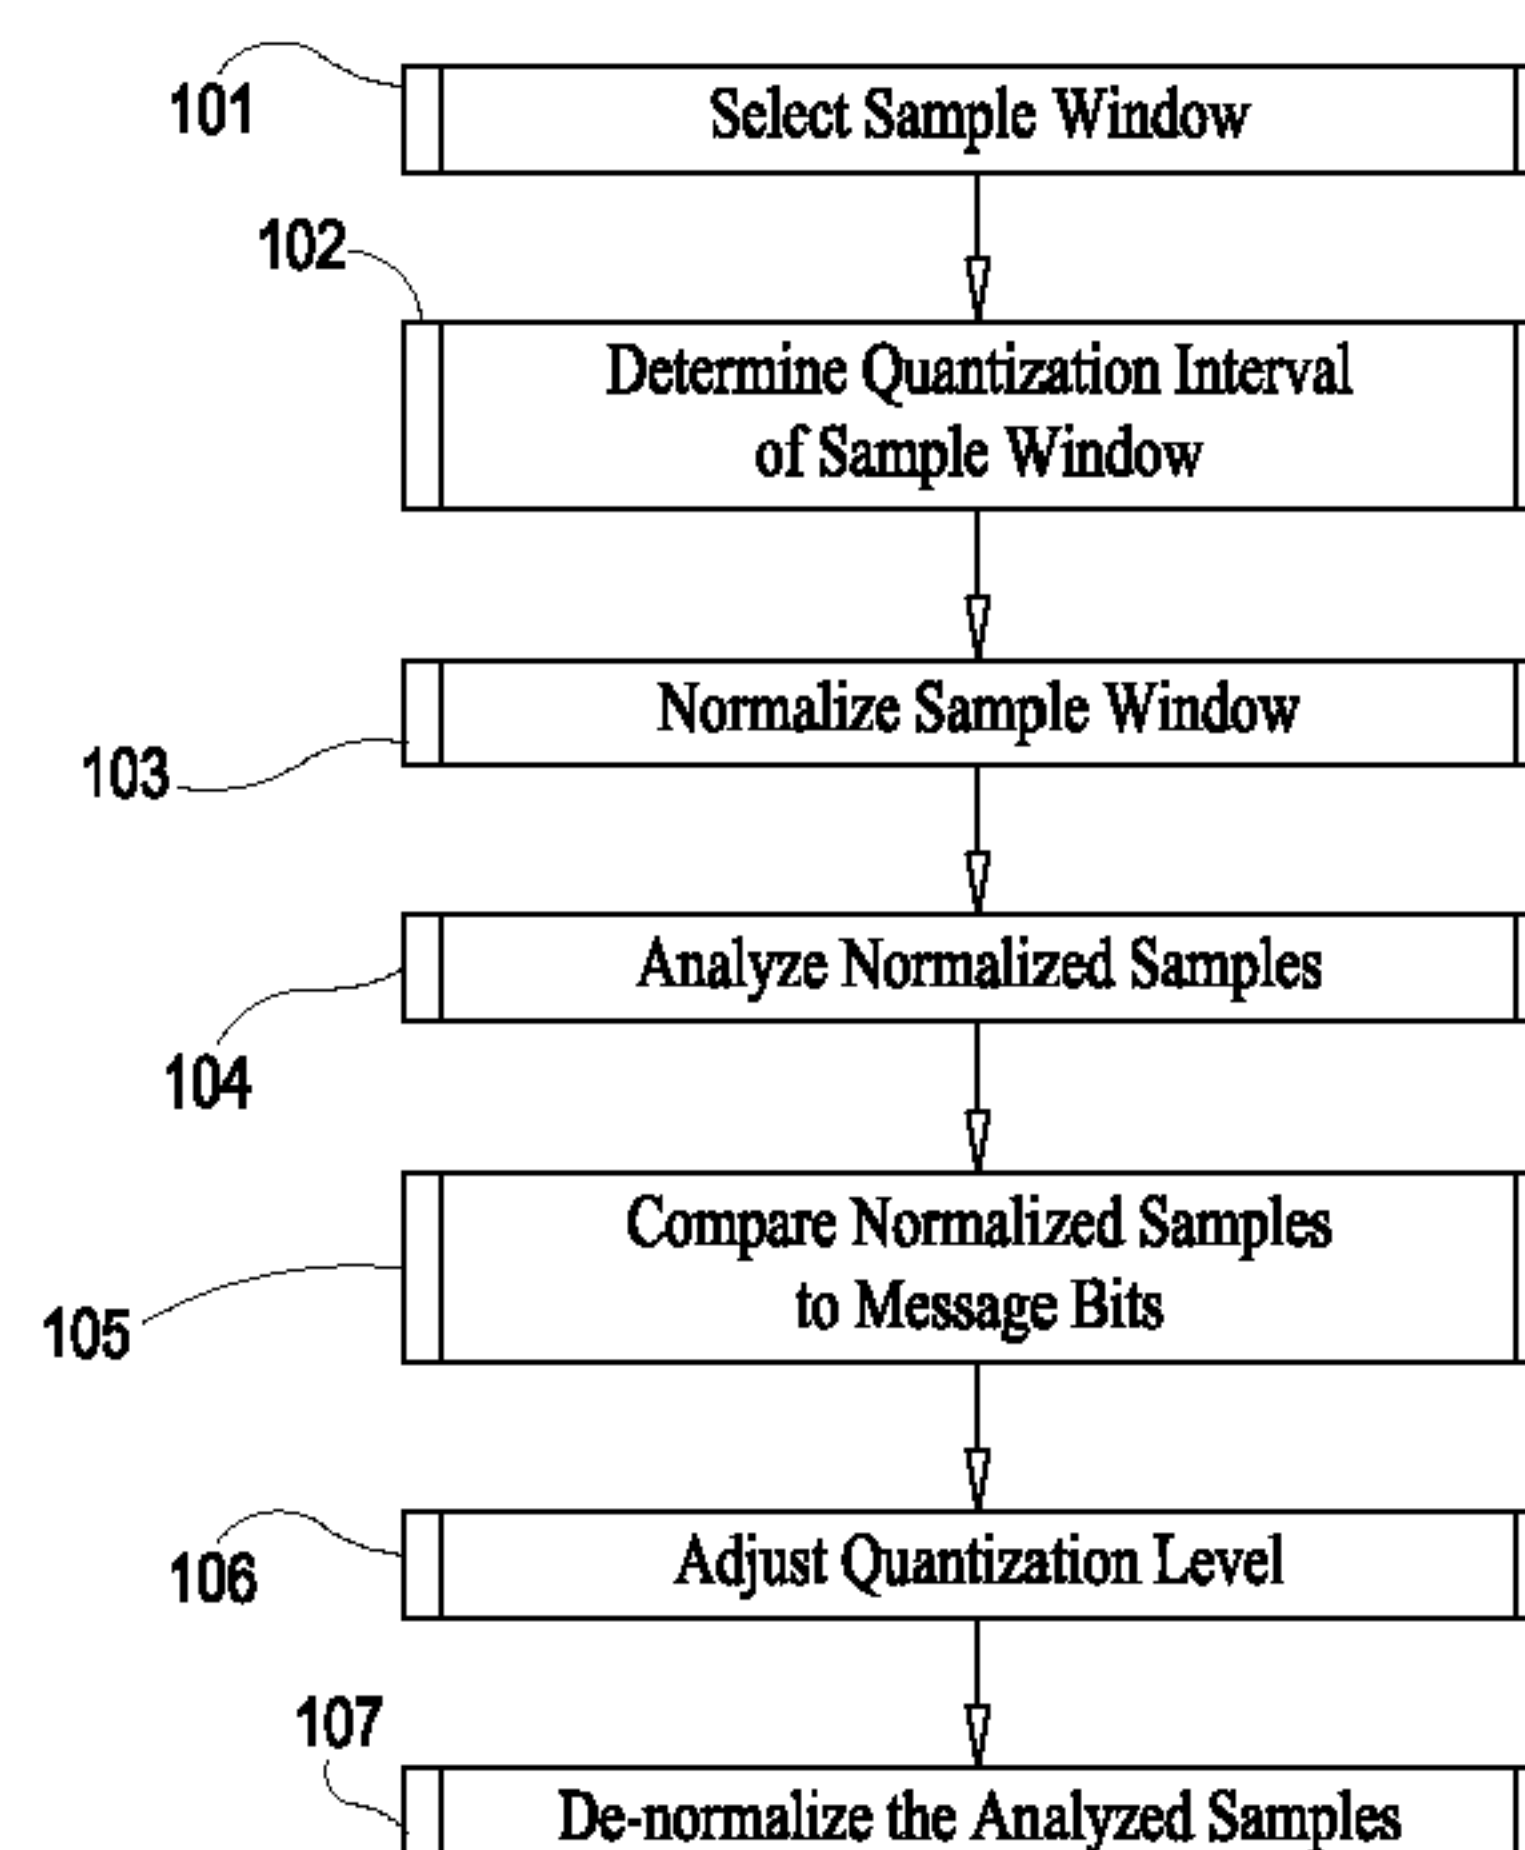 101
Select Sample Window
102
Determine Quantization Interval
of Sample Window
Normalize Sample Window
103
Analyze Normalized Samples
104
Compare Normalized Samples
to Message Bits
105
Adjust Quantization Level
106
107
De-normalize the Analyzed Samples